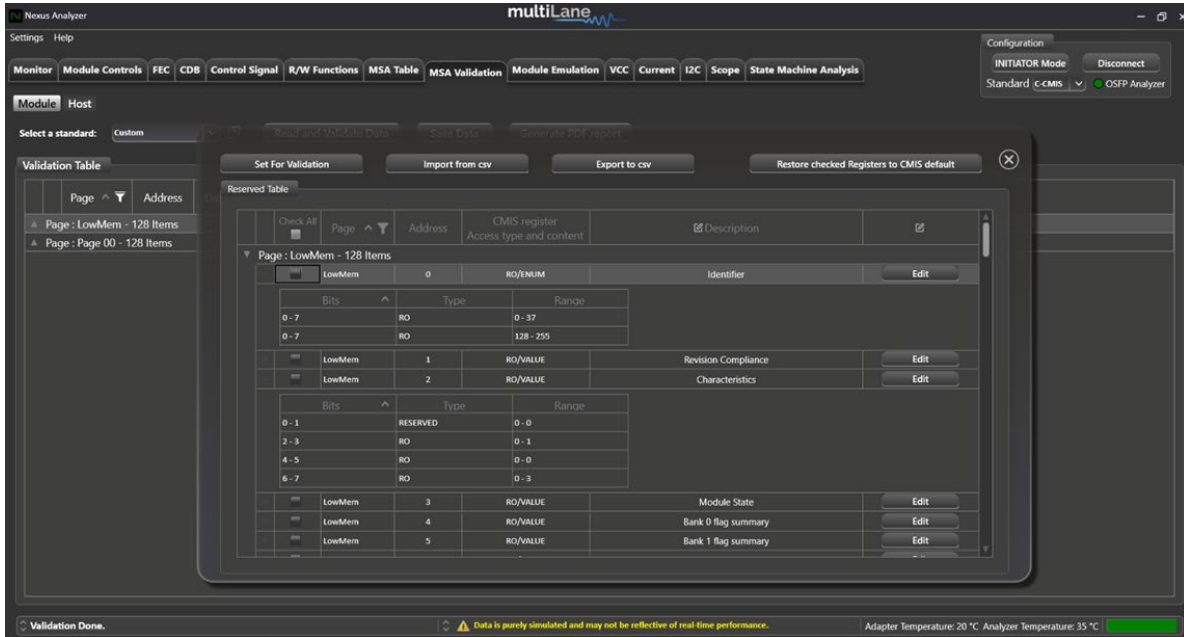 Nexus Analyzer
multiLane
Settings Help
Configuration
INITIATOR Mode Disconnect
Standard C-CMIS OSFP Analyzer
Monitor Module Controls FEC CDB Control Signal R/W Functions MSA Table MSA Validation Module Emulation VCC Current I2C Scope State Machine Analysis
Module Host
Select a standard: Custom Read and Validate Data Save Data Generate PDF report
Validation Table
Page Address
Page : LowMem - 128 Items
Page : Page 00 - 128 Items
Set For Validation Import from csv Export to csv Restore checked Registers to CMIS default
Reserved Table
Check All Page Address CMIS register Description
Access type and content
Page : LowMem - 128 Items
LowMem 0 RO/ENUM Identifier Edit
Bits Type Range
0 - 7 RO 0 - 37
0 - 7 RO 128 - 255
LowMem 1 RO/VALUE Revision Compliance Edit
LowMem 2 RO/VALUE Characteristics Edit
Bits Type Range
0 - 1 RESERVED 0 - 0
2 - 3 RO 0 - 1
4 - 5 RO 0 - 0
6 - 7 RO 0 - 3
LowMem 3 RO/VALUE Module State Edit
LowMem 4 RO/VALUE Bank 0 flag summary Edit
LowMem 5 RO/VALUE Bank 1 flag summary Edit
Validation Done. Data is purely simulated and may not be reflective of real-time performance. Adapter Temperature: 20 °C Analyzer Temperature: 35 °C